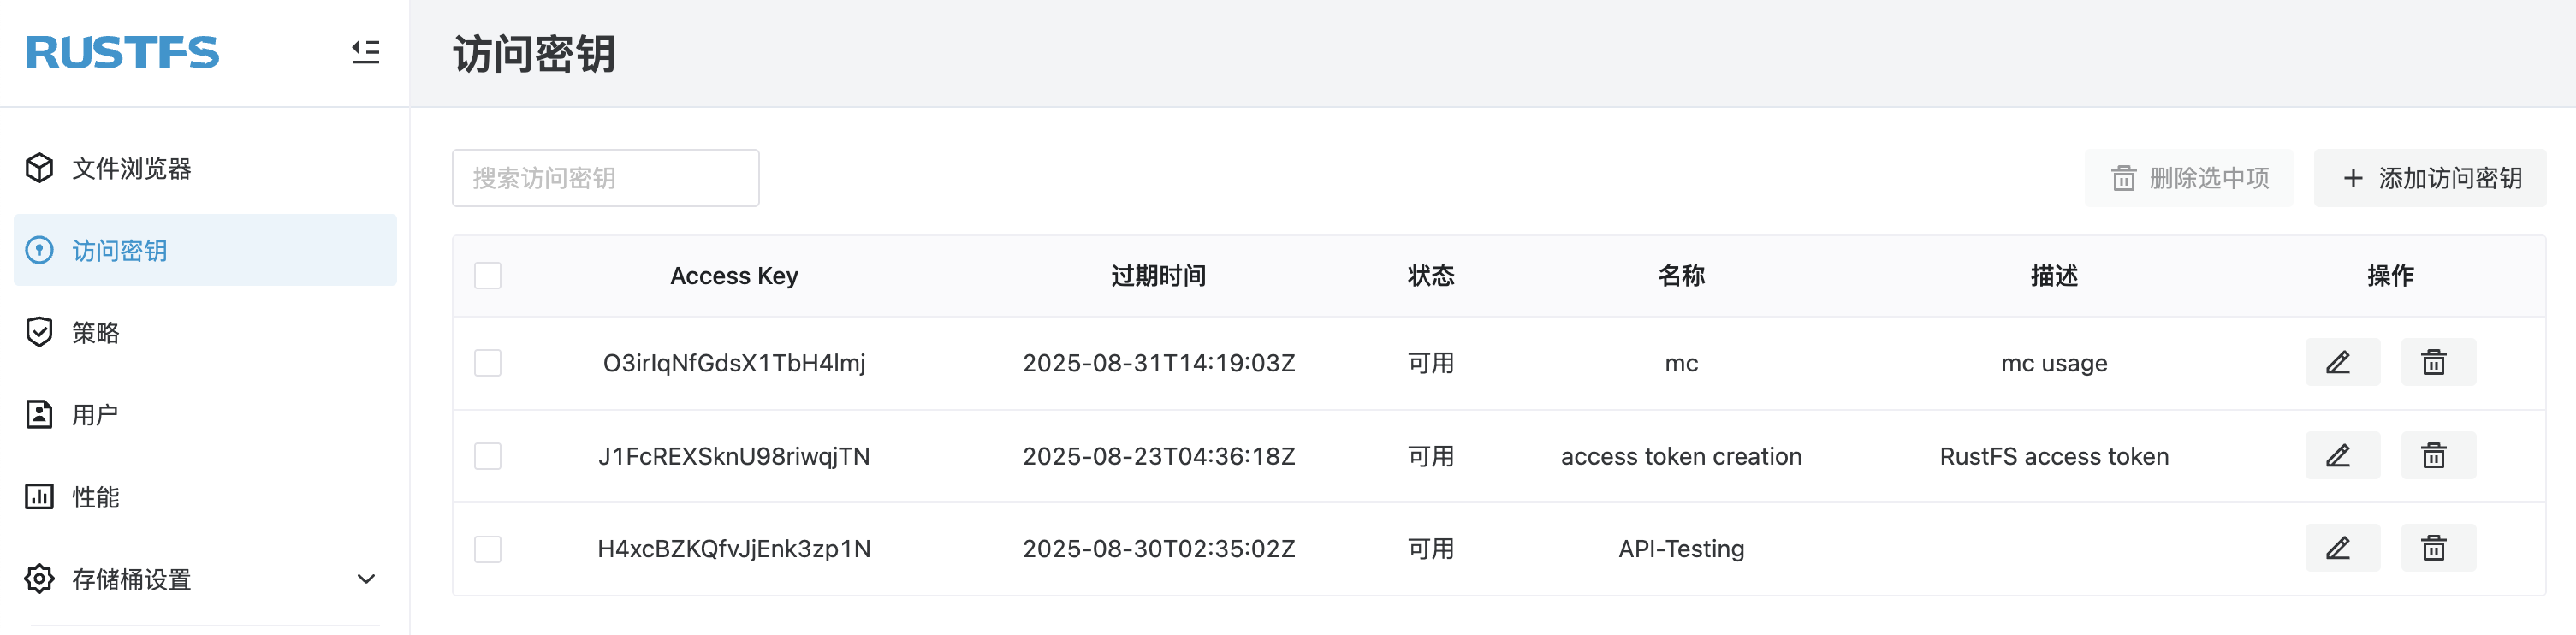 RUSTFS
访问密钥
文件浏览器
访问密钥
策略
用户
性能
存储桶设置
搜索访问密钥
删除选中项
+ 添加访问密钥
Access Key 过期时间 状态 名称 描述 操作
O3irIqNfGdsX1TbH4lmj 2025-08-31T14:19:03Z 可用 mc mc usage
J1FcREXSknU98riwqjTN 2025-08-23T04:36:18Z 可用 access token creation RustFS access token
H4xcBZKQfvJjEnk3zp1N 2025-08-30T02:35:02Z 可用 API-Testing